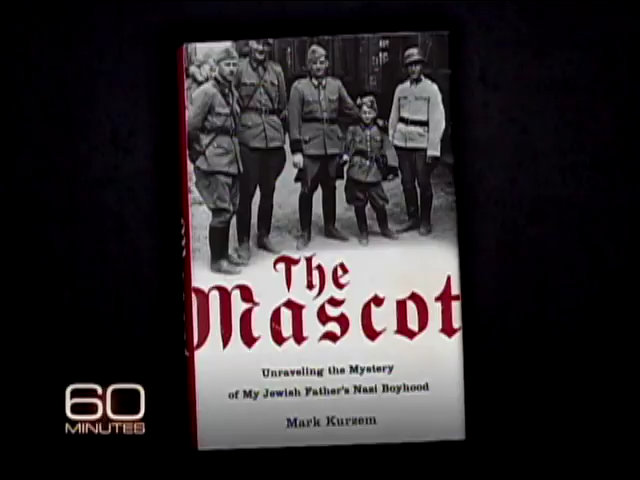 The
Mascot
Unraveling the Mystery
of My Jewish Father's Nazi Boyhood
Mark Kurzem
60
MINUTES